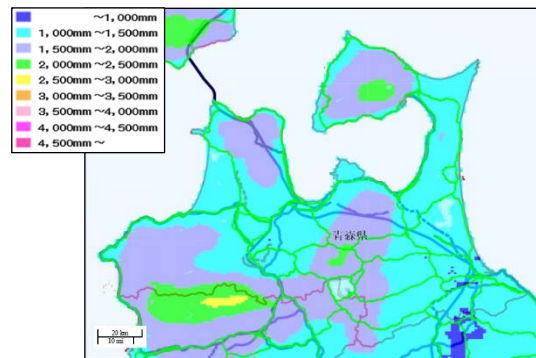 ～1,000mm
1,000mm～1,500mm
1,500mm～2,000mm
2,000mm～2,500mm
2,500mm～3,000mm
3,000mm～3,500mm
3,500mm～4,000mm
4,000mm～4,500mm
4,500mm～
青森県
20 km
10 mi